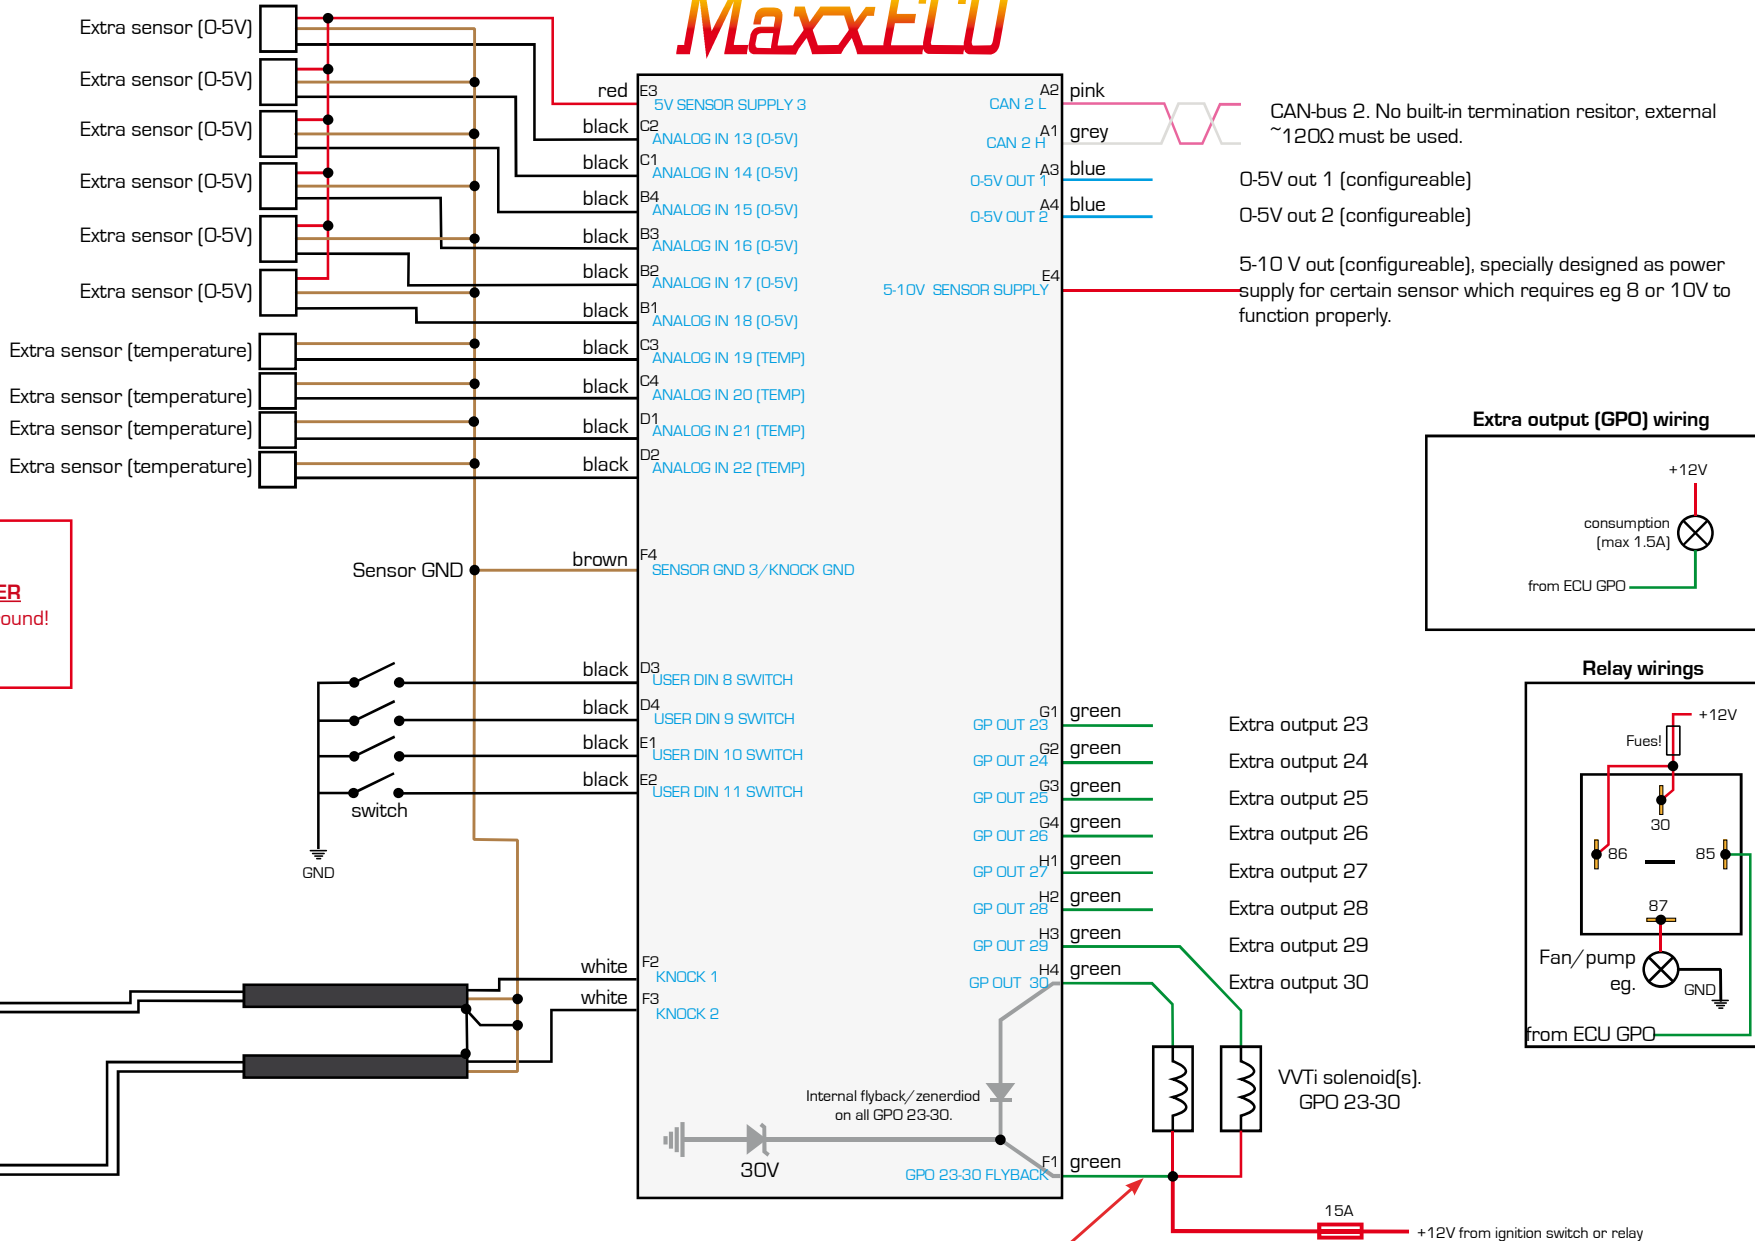 MaxxECU
Extra sensor (0-5V)
Extra sensor (0-5V)
Extra sensor (0-5V)
Extra sensor (0-5V)
Extra sensor (0-5V)
Extra sensor (0-5V)
Extra sensor (temperature)
Extra sensor (temperature)
Extra sensor (temperature)
Extra sensor (temperature)
red E3
5V SENSOR SUPPLY 3
black C2
ANALOG IN 13 (0-5V)
black C1
ANALOG IN 14 (0-5V)
black B4
ANALOG IN 15 (0-5V)
black B3
ANALOG IN 16 (0-5V)
black B2
ANALOG IN 17 (0-5V)
black B1
ANALOG IN 18 (0-5V)
black C3
ANALOG IN 19 (TEMP)
black C4
ANALOG IN 20 (TEMP)
black D1
ANALOG IN 21 (TEMP)
black D2
ANALOG IN 22 (TEMP)
ER
ound!
Sensor GND
brown F4
SENSOR GND 3/KNOCK GND
black D3
USER DIN 8 SWITCH
black D4
USER DIN 9 SWITCH
black E1
USER DIN 10 SWITCH
black E2
USER DIN 11 SWITCH
switch
GND
white F2
KNOCK 1
white F3
KNOCK 2
A2 pink
CAN 2 L
A1 grey
CAN 2 H
CAN-bus 2. No built-in termination resitor, external
~120Ω must be used.
A3 blue
0-5V OUT 1
0-5V out 1 (configureable)
A4 blue
0-5V OUT 2
0-5V out 2 (configureable)
E4
5-10V SENSOR SUPPLY
5-10 V out (configureable), specially designed as power
supply for certain sensor which requires eg 8 or 10V to
function properly.
G1 green
GP OUT 23
Extra output 23
G2 green
GP OUT 24
Extra output 24
G3 green
GP OUT 25
Extra output 25
G4 green
GP OUT 26
Extra output 26
H1 green
GP OUT 27
Extra output 27
H2 green
GP OUT 28
Extra output 28
H3 green
GP OUT 29
Extra output 29
H4 green
GP OUT 30
Extra output 30
Internal flyback/zenerdiod
on all GPO 23-30.
30V
F1 green
GPO 23-30 FLYBACK
VVTi solenoid(s).
GPO 23-30
15A
+12V from ignition switch or relay
Extra output (GPO) wiring
+12V
consumption
(max 1.5A)
from ECU GPO
Relay wirings
+12V
Fues!
30
86
85
87
Fan/pump
eg.
GND
from ECU GPO